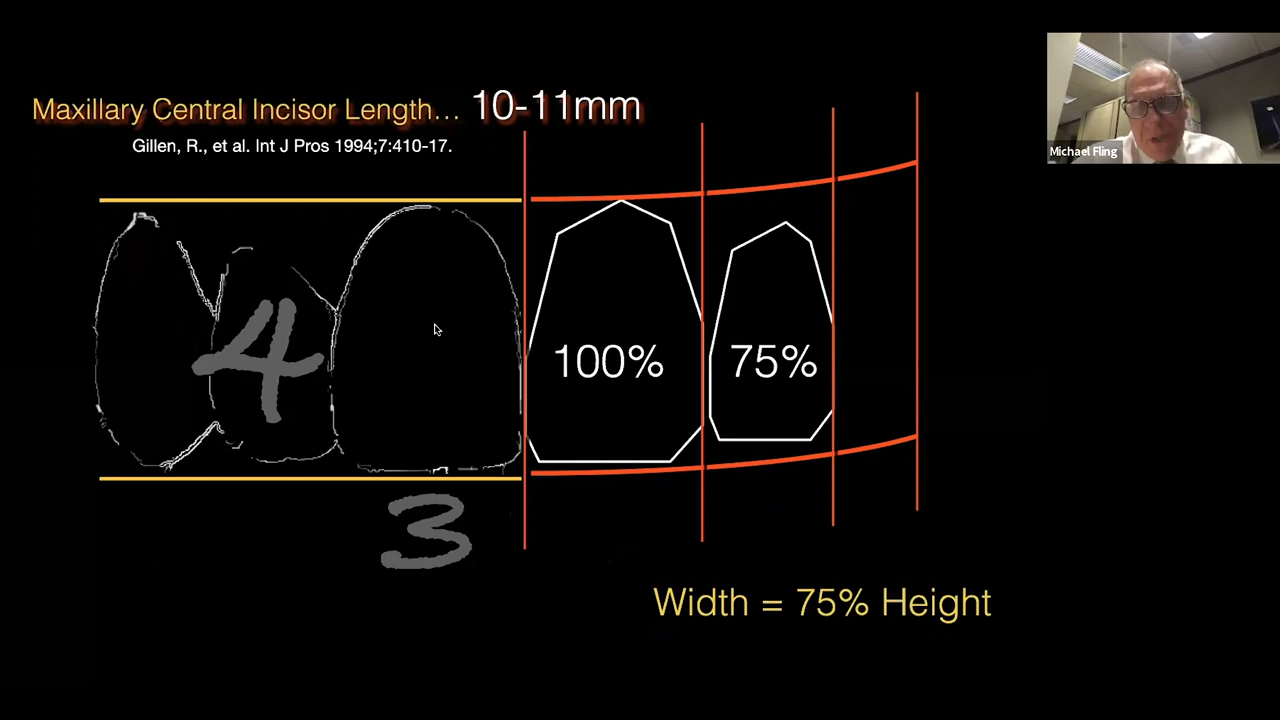 Maxillary Central Incisor Length... 10-11mm
Gillen, R., et al. Int J Pros 1994;7:410-17.
Michael Fling
4
100%
75%
3
Width = 75% Height